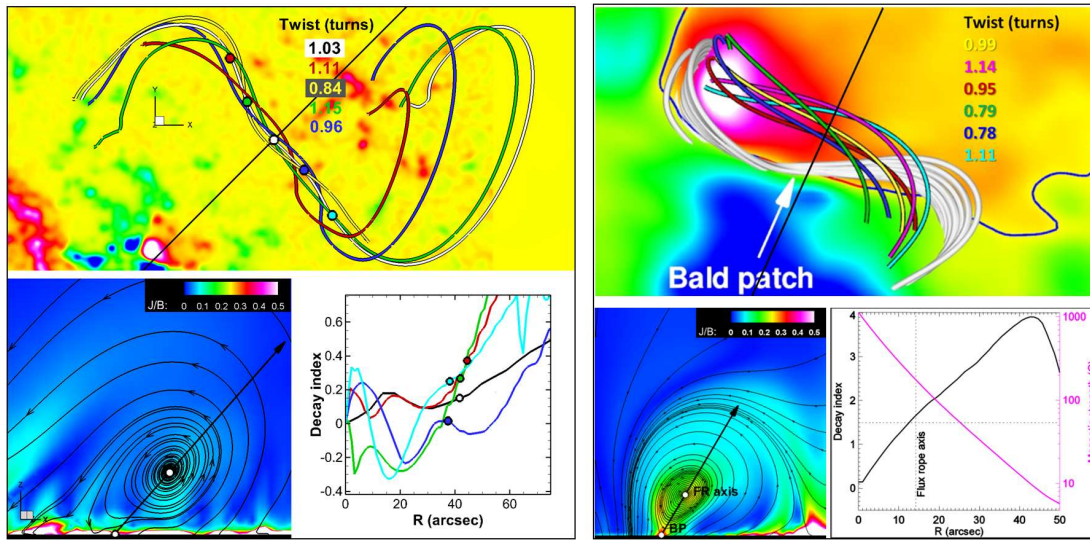 Twist (turns)
1.03
1.11
0.84
1.15
0.96
Y
Z
X
J/B:
0 0.1 0.2 0.3 0.4 0.5
Z
Y
Decay index
0.6
0.2
0
-0.4
0 20 40 60
R (arcsec)
Twist (turns)
0.99
1.14
0.95
0.79
0.78
1.11
Bald patch
J/B:
0 0.1 0.2 0.3 0.4 0.5
FR axis
BP
Decay index
4
3
2
1
0
Flux rope axis
1000
100
10
0 10 20 30 40 50
R (arcsec)